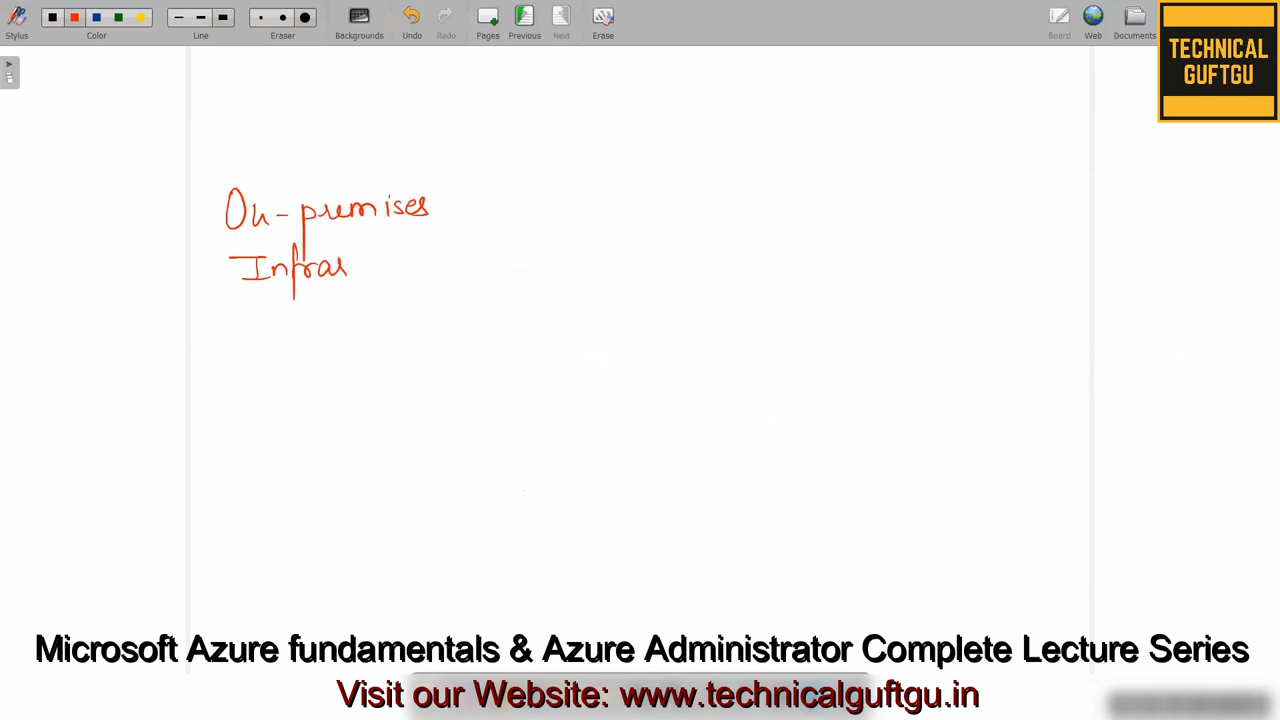 Stylus Color Line Eraser Backgrounds Undo Redo Pages Previous Next Erase Board Web Documents
TECHNICAL
GUFTGU
On-premises
Infras
Microsoft Azure fundamentals & Azure Administrator Complete Lecture Series
Visit our Website: www.technicalguftgu.in